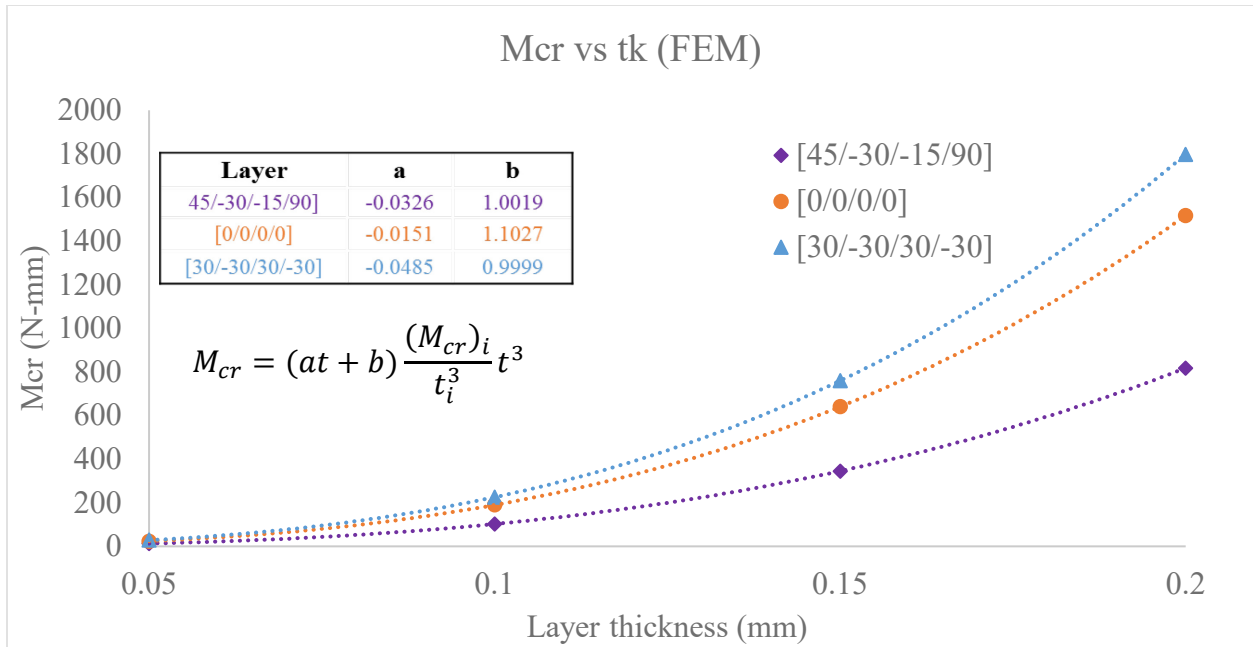 Mcr vs tk (FEM)
2000
1800
1600
1400
1200
1000
800
600
400
200
0
Mcr (N-mm)
Layer a b
45/-30/-15/90] -0.0326 1.0019
[0/0/0/0] -0.0151 1.1027
[30/-30/30/-30] -0.0485 0.9999
M_cr = (at + b) (M_cr)_i / t_i^3 t^3
[45/-30/-15/90]
[0/0/0/0]
[30/-30/30/-30]
0.05 0.1 0.15 0.2
Layer thickness (mm)